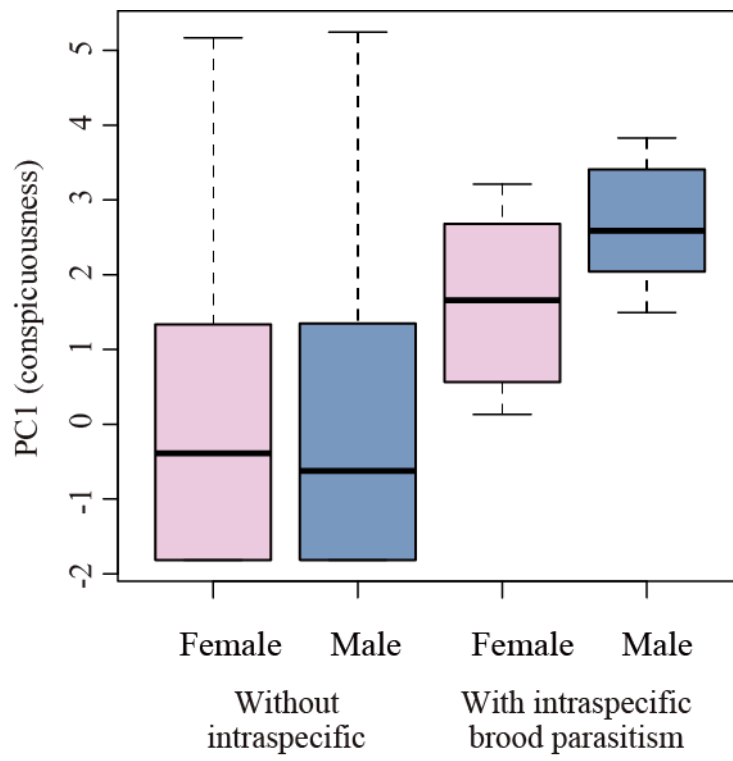 PC1 (conspicuousness)
5
4
3
2
1
0
-1
-2
Female Male Female Male
Without intraspecific
With intraspecific brood parasitism